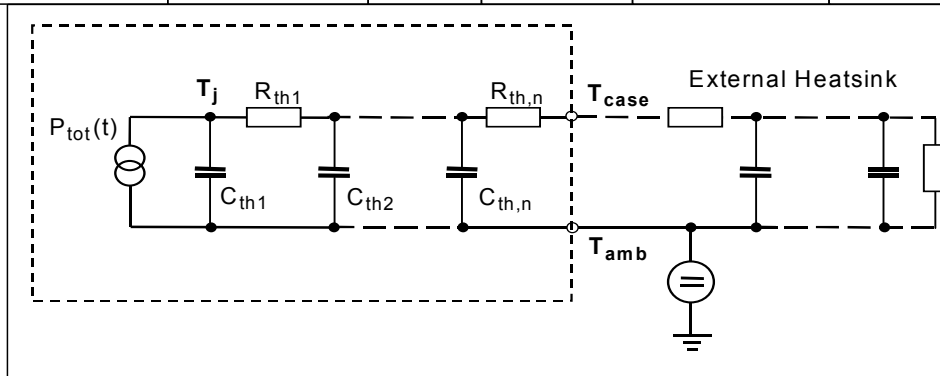 External Heatsink
T_j
R_th1
R_th,n
T_case
P_tot(t)
C_th1
C_th2
C_th,n
T_amb